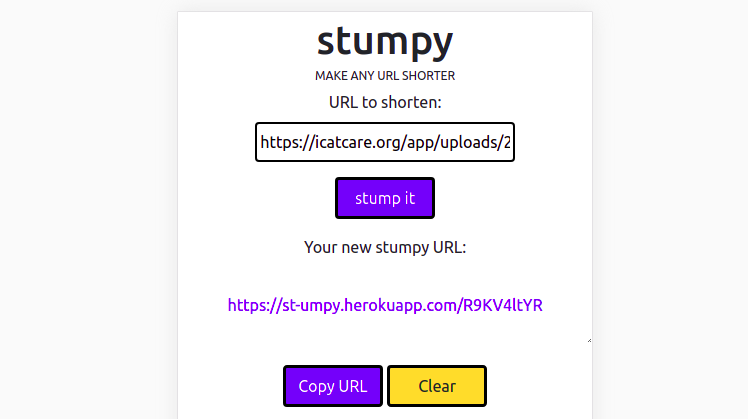 stumpy
MAKE ANY URL SHORTER
URL to shorten:
https://icatcare.org/app/uploads/2
stump it
Your new stumpy URL:
https://st-umpy.herokuapp.com/R9KV4ltYR
Copy URL Clear